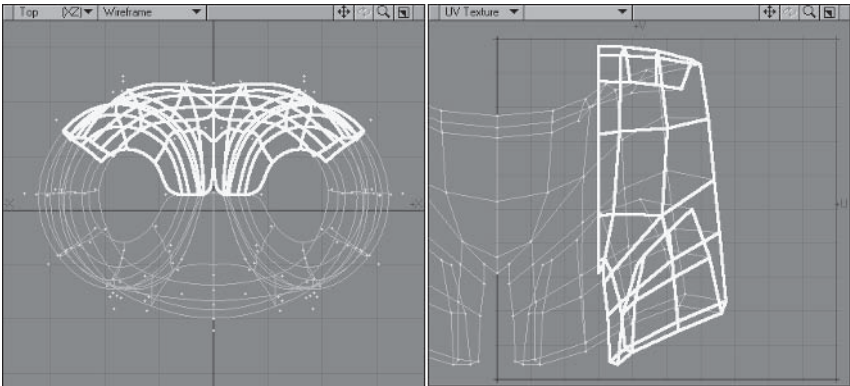 Top (XZ) Wireframe
UV Texture
-X
X
+V
+U